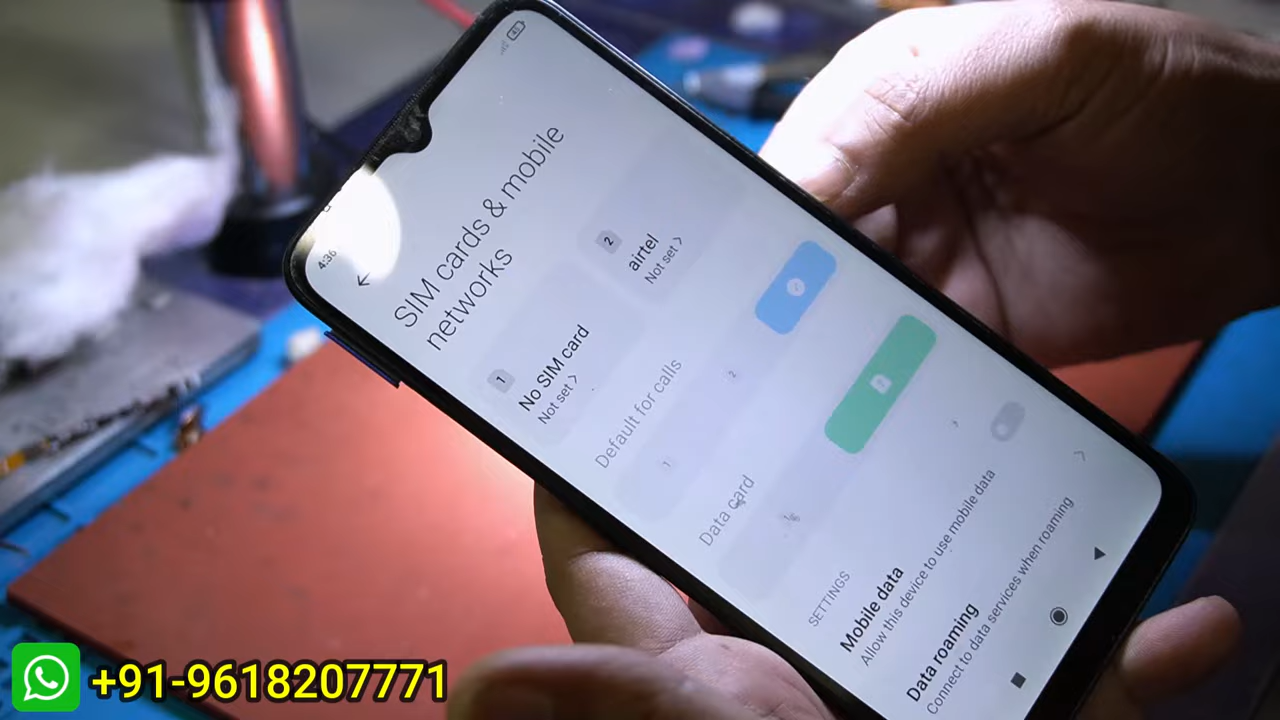 4:36
SIM cards & mobile
networks
1
No SIM card
Not set >
2
airtel
Not set >
Default for calls
1
2
Data card
SETTINGS
Mobile data
Allow this device to use mobile data
Data roaming
Connect to data services when roaming
+91-9618207771